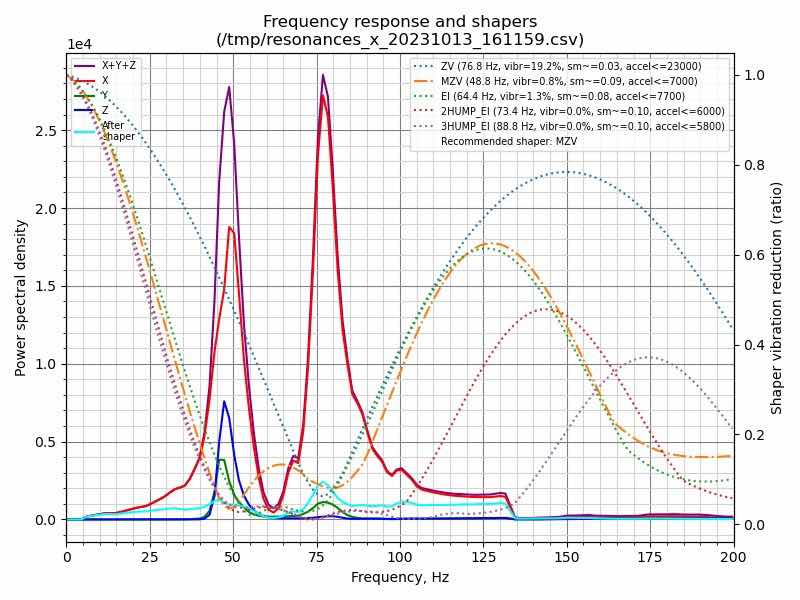 Frequency response and shapers
(/tmp/resonances_x_20231013_161159.csv)
1e4
X+Y+Z
X
Y
Z
After
shaper
ZV (76.8 Hz, vibr=19.2%, sm~=0.03, accel<=23000)
MZV (48.8 Hz, vibr=0.8%, sm~=0.09, accel<=7000)
EI (64.4 Hz, vibr=1.3%, sm~=0.08, accel<=7700)
2HUMP_EI (73.4 Hz, vibr=0.0%, sm~=0.10, accel<=6000)
3HUMP_EI (88.8 Hz, vibr=0.0%, sm~=0.10, accel<=5800)
Recommended shaper: MZV
2.5
2.0
1.5
1.0
0.5
0.0
Power spectral density
1.0
0.8
0.6
0.4
0.2
0.0
Shaper vibration reduction (ratio)
0 25 50 75 100 125 150 175 200
Frequency, Hz